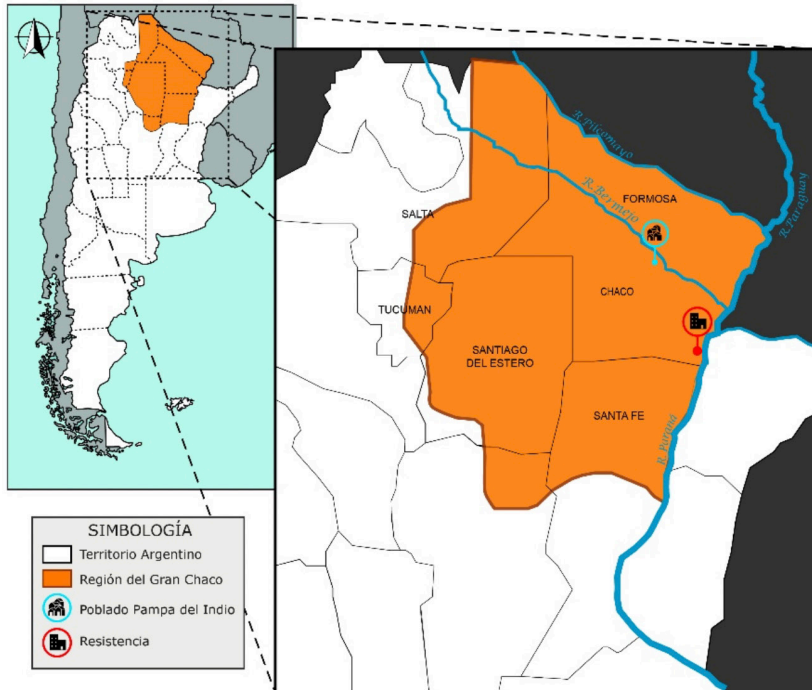 R.Pilcomayo
R.Bermejo
R.Paraguay
FORMOSA
SALTA
CHACO
TUCUMAN
SANTIAGO
DEL ESTERO
SANTA FE
R.Paraná
SIMBOLOGÍA
Territorio Argentino
Región del Gran Chaco
Poblado Pampa del Indio
Resistencia